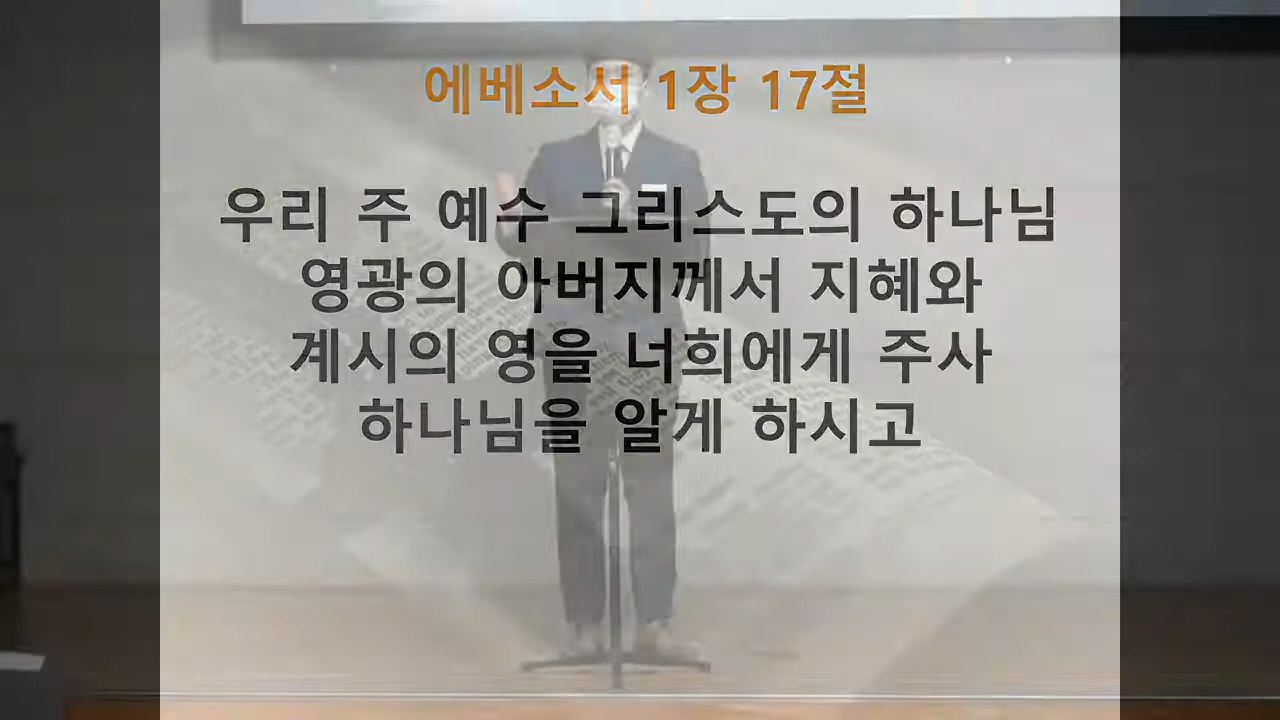 에베소서 1장 17절
우리 주 예수 그리스도의 하나님
영광의 아버지께서 지혜와
계시의 영을 너희에게 주사
하나님을 알게 하시고